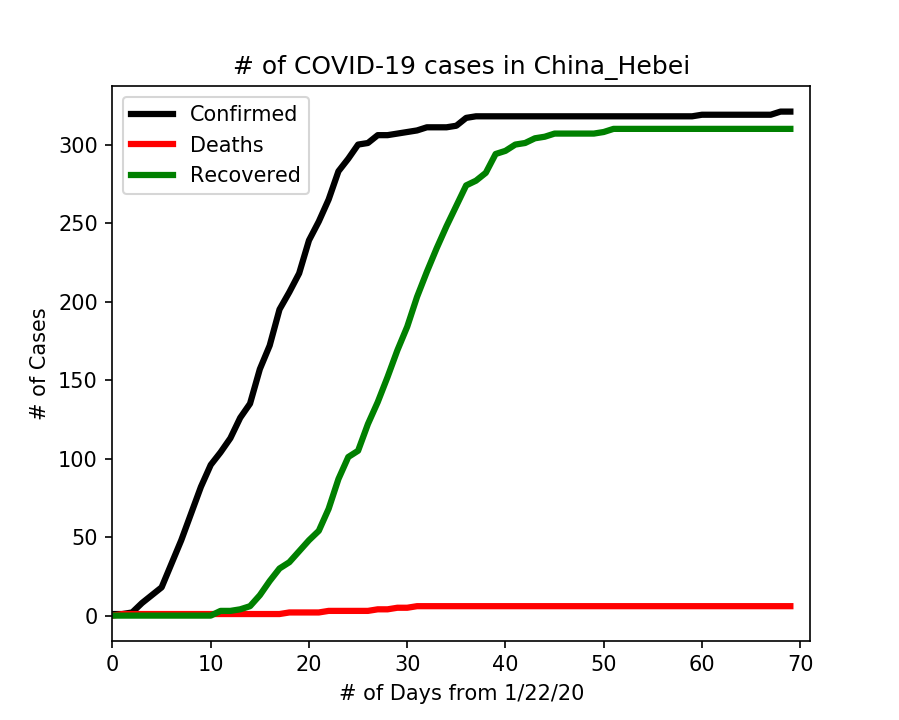 # of COVID-19 cases in China_Hebei
Confirmed
Deaths
Recovered
# of Cases
300
250
200
150
100
50
0
0 10 20 30 40 50 60 70
# of Days from 1/22/20